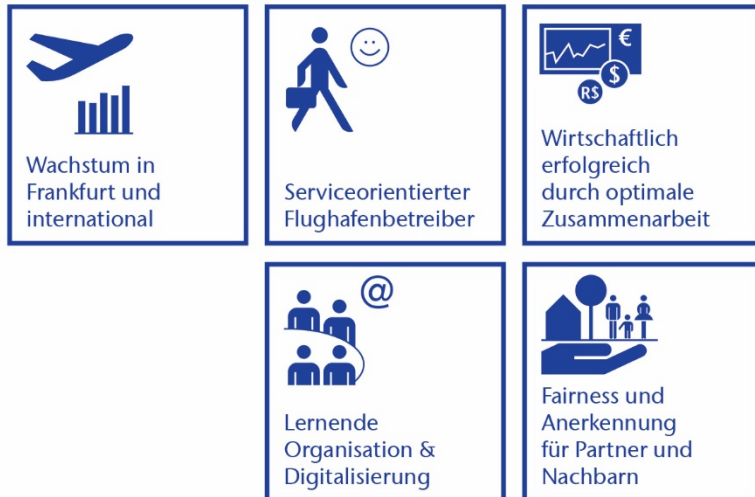 Wachstum in
Frankfurt und
international
Serviceorientierter
Flughafenbetreiber
€
$
R$
Wirtschaftlich
erfolgreich
durch optimale
Zusammenarbeit
@
Lernende
Organisation &
Digitalisierung
Fairness und
Anerkennung
für Partner und
Nachbarn